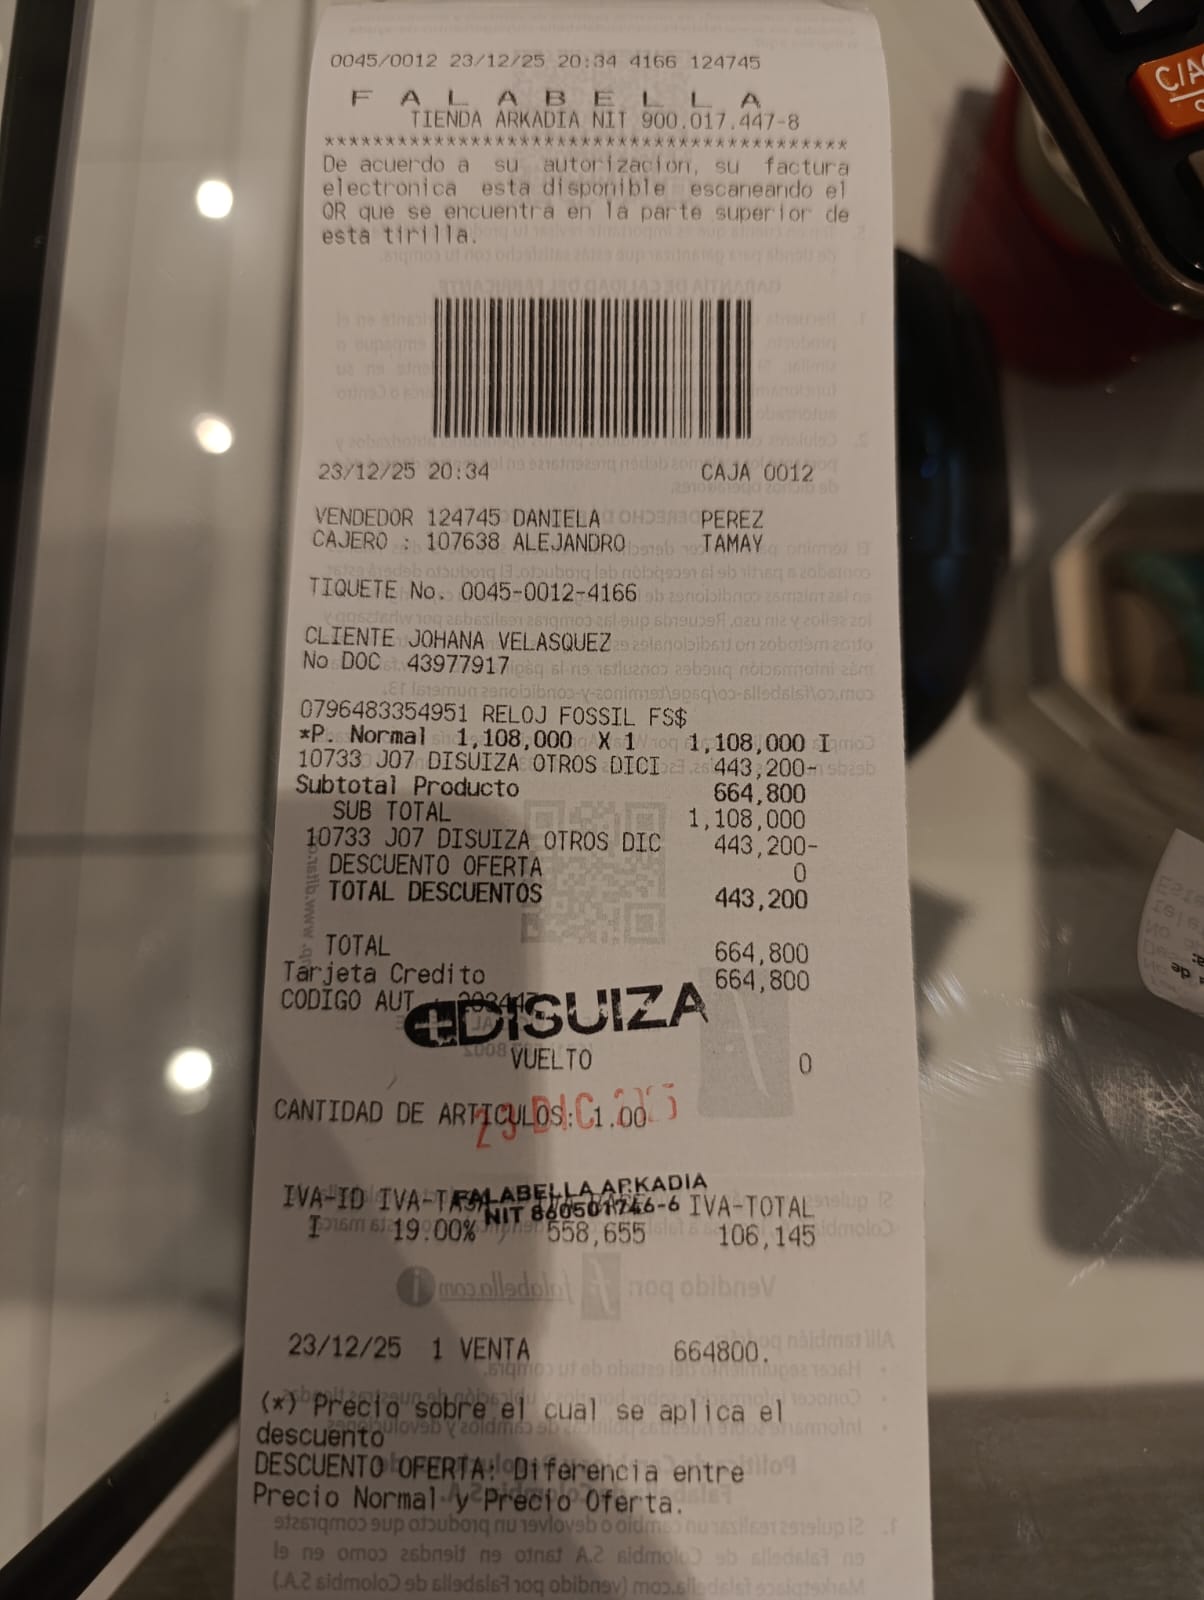 0045/0012 23/12/25 20:34 4166 124745
F A L A B E L L A
TIENDA ARKADIA NIT 900.017.447-8
******************************************
De acuerdo a su autorizacion, su factura
electronica esta disponible escaneando el
QR que se encuentra en la parte superior de
esta tirilla.
23/12/25 20:34 CAJA 0012
VENDEDOR 124745 DANIELA PEREZ
CAJERO : 107638 ALEJANDRO TAMAY
TIQUETE No. 0045-0012-4166
CLIENTE JOHANA VELASQUEZ
No DOC 43977917
0796483354951 RELOJ FOSSIL FS$
*P. Normal 1,108,000 X 1 1,108,000 I
10733 J07 DISUIZA OTROS DICI 443,200-
Subtotal Producto 664,800
SUB TOTAL 1,108,000
10733 J07 DISUIZA OTROS DIC 443,200-
DESCUENTO OFERTA 0
TOTAL DESCUENTOS 443,200
TOTAL 664,800
Tarjeta Credito 664,800
CODIGO AUT
DISUIZA
VUELTO 0
CANTIDAD DE ARTICULOS: 1.00
23 DIC 2025
FALABELLA ARKADIA
NIT 860501746-6
IVA-ID IVA-TASA IVA-TOTAL
I 19.00% 558,655 106,145
23/12/25 1 VENTA 664800.
(*) Precio sobre el cual se aplica el
descuento
DESCUENTO OFERTA: Diferencia entre
Precio Normal y Precio Oferta.
C/AC